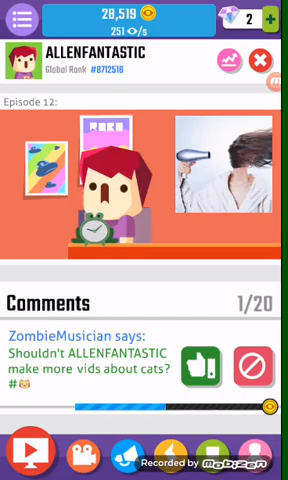 28,519
251 /s
2 +
ALLENFANTASTIC
Global Rank #8712516
Episode 12:
Comments 1/20
ZombieMusician says:
Shouldn't ALLENFANTASTIC
make more vids about cats?
#🐱
Recorded by mobizen